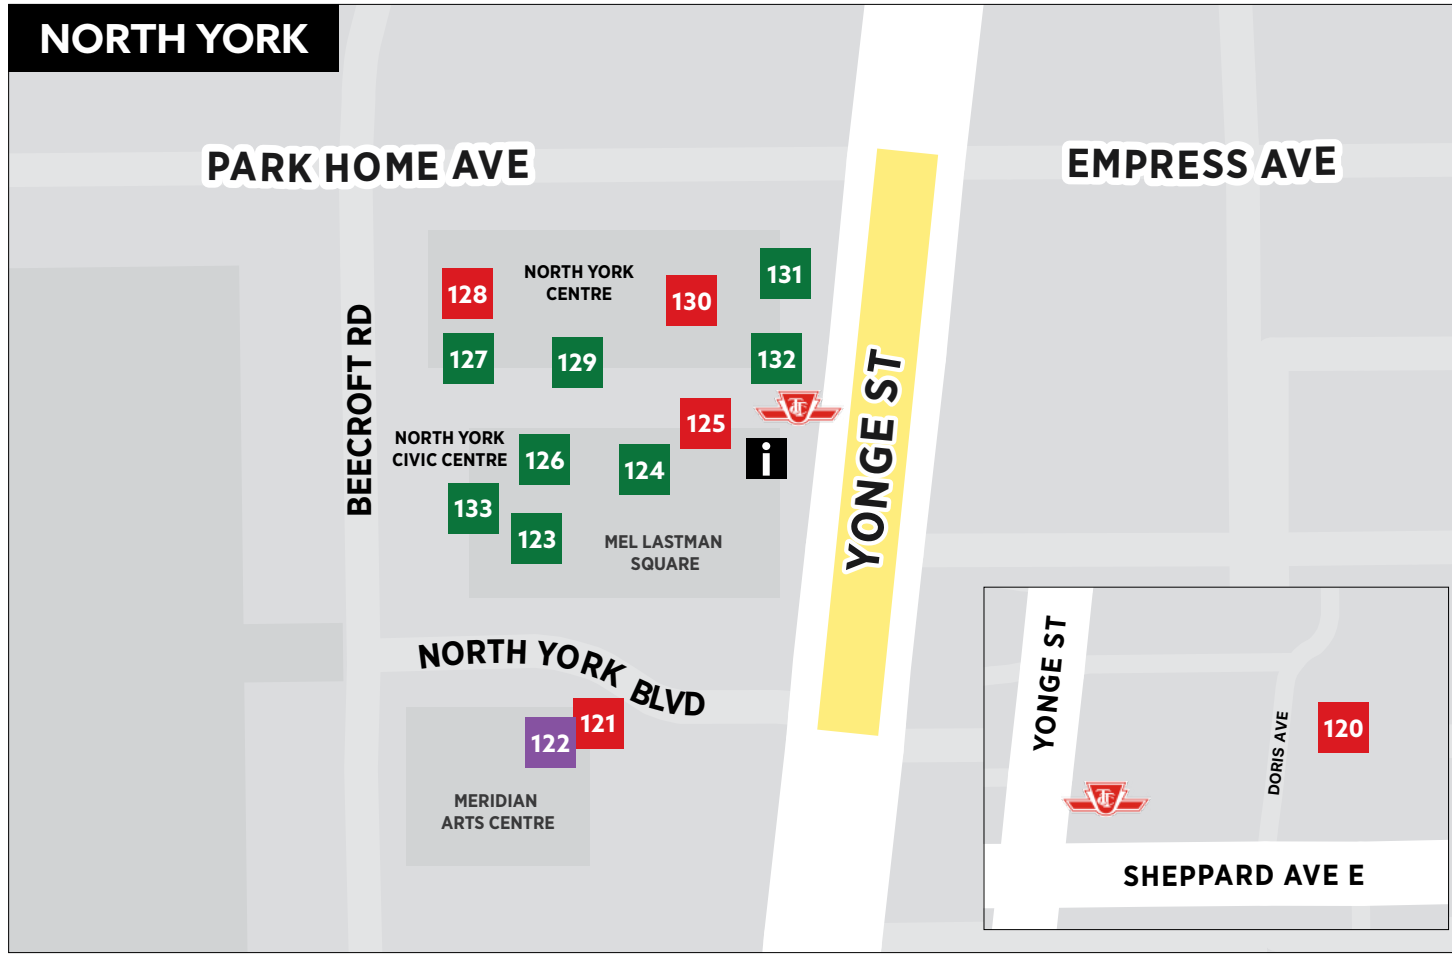 NORTH YORK
PARK HOME AVE
EMPRESS AVE
131
128
NORTH YORK
CENTRE
130
127
129
132
BEECROFT RD
YONGE ST
125
TTC
i
NORTH YORK
CIVIC CENTRE
126
124
133
123
MEL LASTMAN
SQUARE
NORTH YORK BLVD
121
122
MERIDIAN
ARTS CENTRE
YONGE ST
DORIS AVE
120
TTC
SHEPPARD AVE E